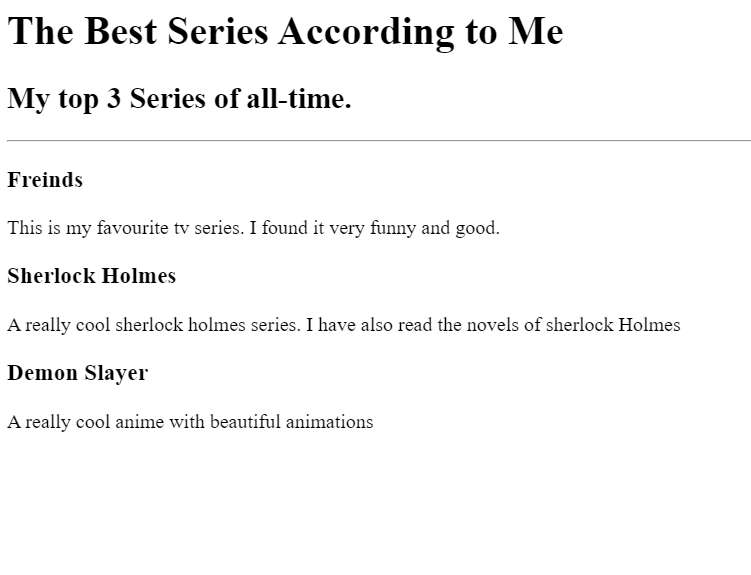 The Best Series According to Me
My top 3 Series of all-time.
Freinds
This is my favourite tv series. I found it very funny and good.
Sherlock Holmes
A really cool sherlock holmes series. I have also read the novels of sherlock Holmes
Demon Slayer
A really cool anime with beautiful animations